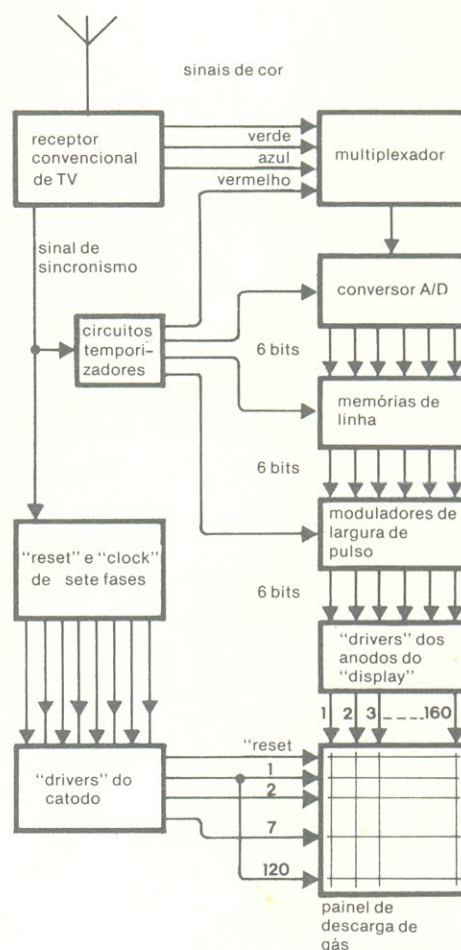 sinais de cor
receptor
convencional
de TV
verde
azul
vermelho
multiplexador
sinal de
sincronismo
conversor A/D
circuitos
tempori-
zadores
6 bits
memórias de
linha
6 bits
moduladores de
largura de
pulso
"reset" e "clock"
de sete fases
6 bits
"drivers" dos
anodos do
"display"
1 2 3 ____160
"drivers" do
catodo
"reset
1
2
7
120
painel de
descarga de
gás